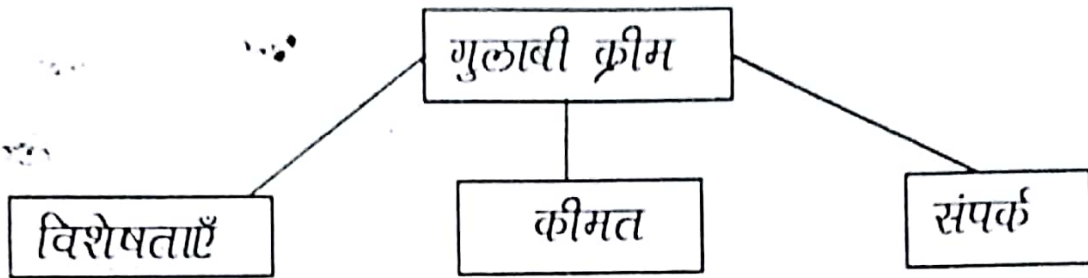 गुलाबी क्रीम
विशेषताएँ
कीमत
संपर्क